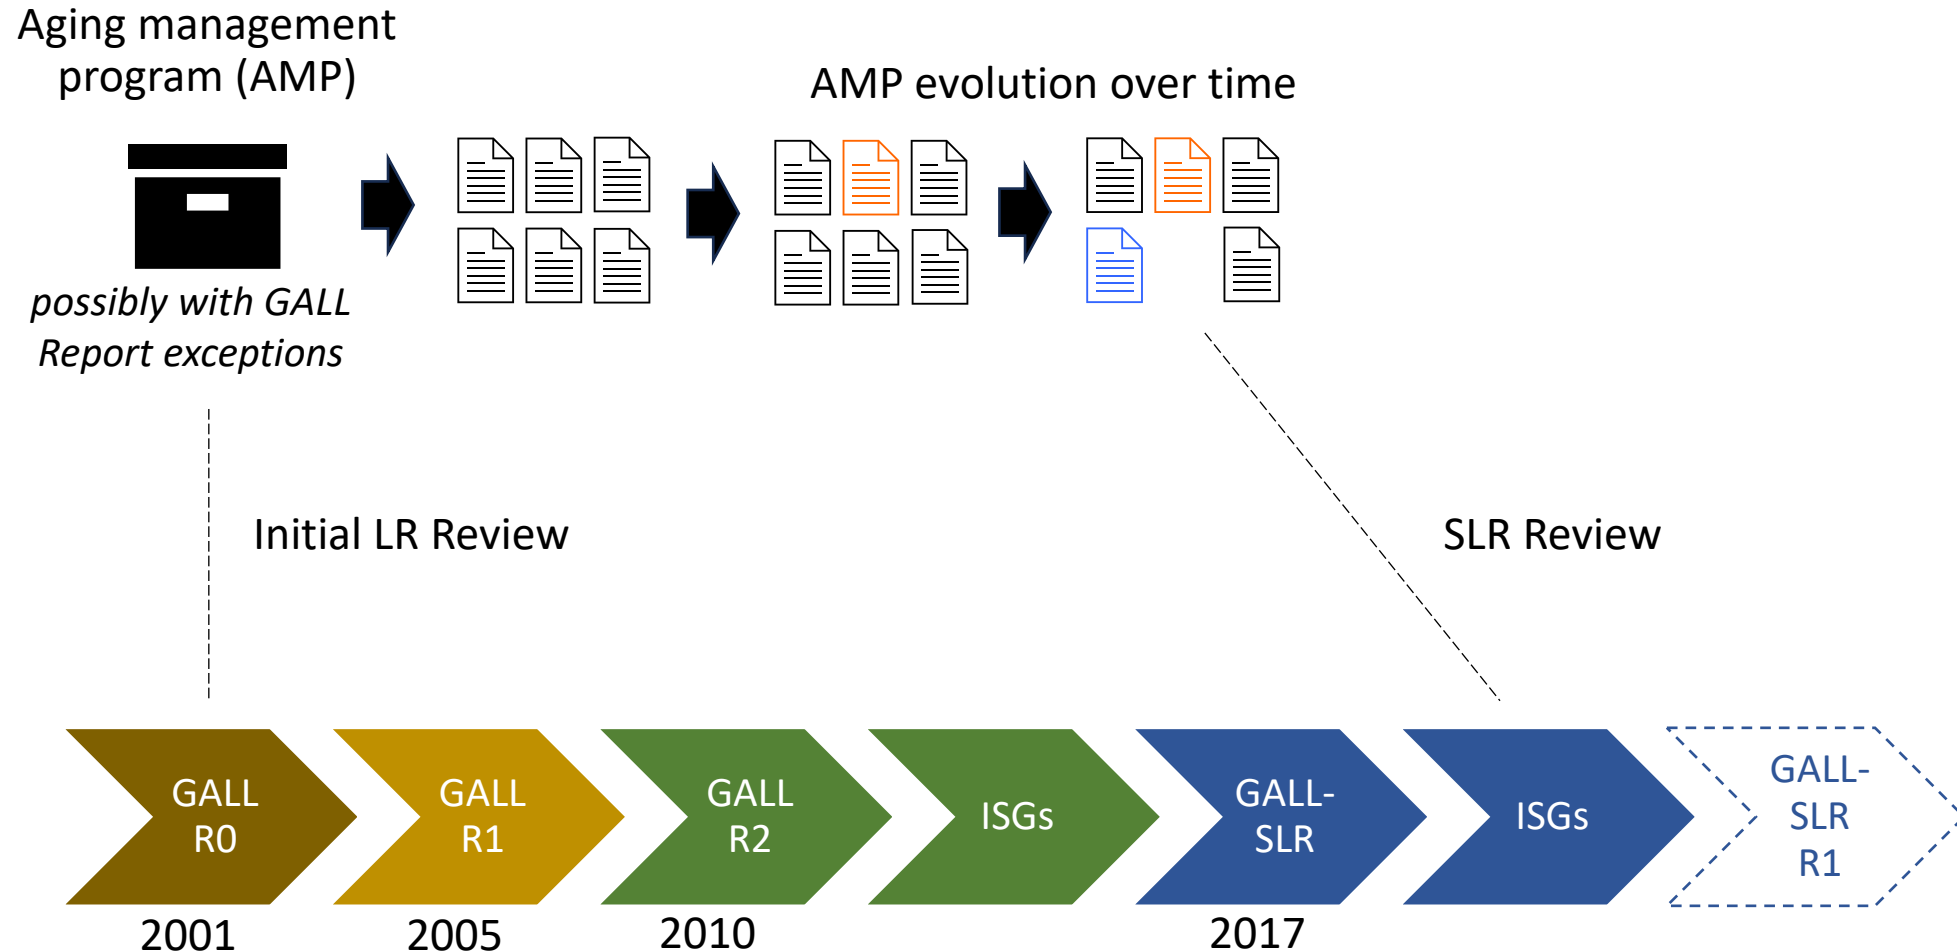 Aging management
program (AMP)
AMP evolution over time
possibly with GALL
Report exceptions
Initial LR Review
SLR Review
GALL
R0
GALL
R1
GALL
R2
ISGs
GALL-
SLR
ISGs
GALL-
SLR
R1
2001
2005
2010
2017